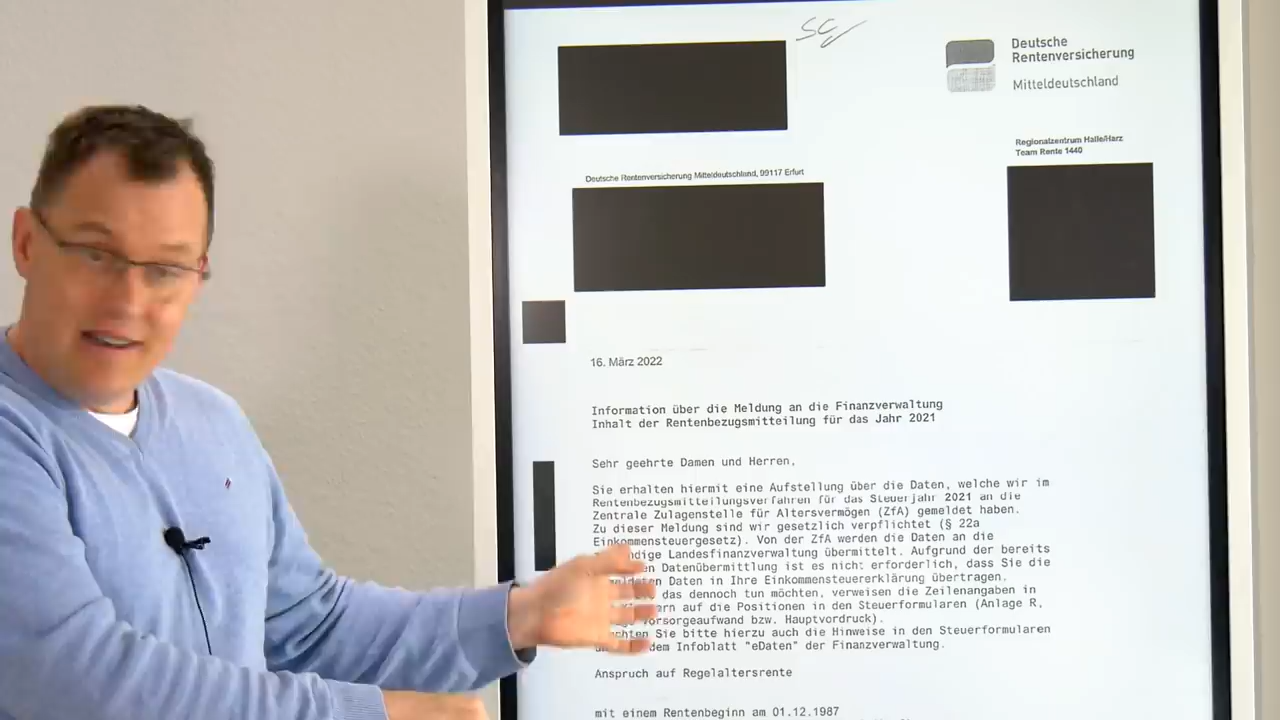 Deutsche
Rentenversicherung
Mitteldeutschland
Regionalzentrum Halle/Harz
Team Rente 1440
Deutsche Rentenversicherung Mitteldeutschland, 99117 Erfurt
16. März 2022
Information über die Meldung an die Finanzverwaltung
Inhalt der Rentenbezugsmitteilung für das Jahr 2021
Sehr geehrte Damen und Herren,
Sie erhalten hiermit eine Aufstellung über die Daten, welche wir im
Rentenbezugsmitteilungsverfahren für das Steuerjahr 2021 an die
Zentrale Zulagenstelle für Altersvermögen (ZfA) gemeldet haben.
Zu dieser Meldung sind wir gesetzlich verpflichtet (§ 22a
Einkommensteuergesetz). Von der ZfA werden die Daten an die
ndige Landesfinanzverwaltung übermittelt. Aufgrund der bereits
en Datenübermittlung ist es nicht erforderlich, dass Sie die
meldeten Daten in Ihre Einkommensteuererklärung übertragen.
das dennoch tun möchten, verweisen die Zeilenangaben in
ern auf die Positionen in den Steuerformularen (Anlage R,
Vorsorgeaufwand bzw. Hauptvordruck).
chten Sie bitte hierzu auch die Hinweise in den Steuerformularen
dem Infoblatt "eDaten" der Finanzverwaltung.
Anspruch auf Regelaltersrente
mit einem Rentenbeginn am 01.12.1987